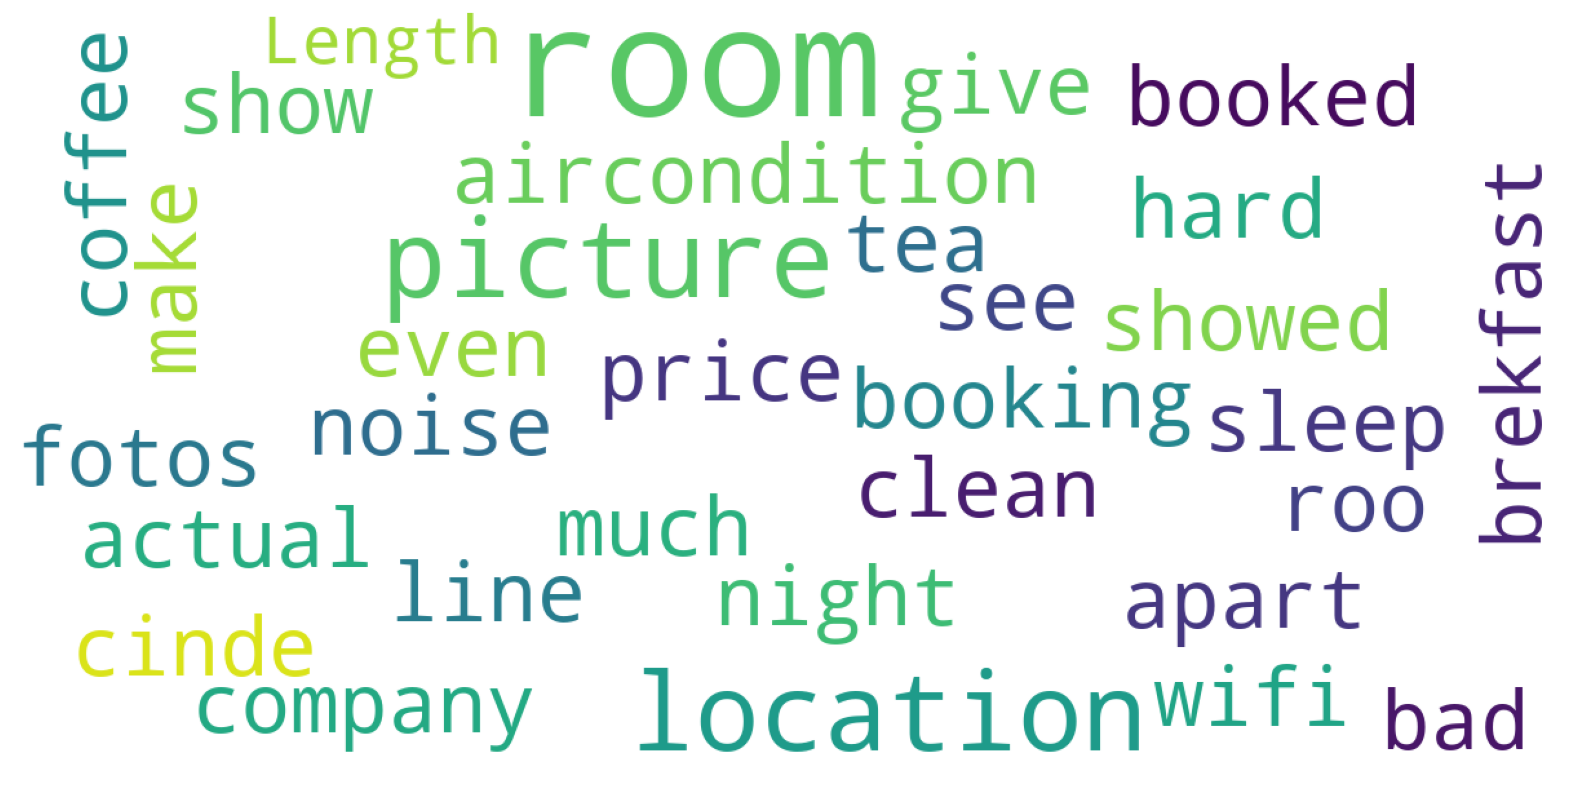 Length
room
give
booked
show
coffee
aircondition
make
hard
picture
tea
brekfast
see
showed
even
price
booking
noise
sleep
fotos
clean
roo
actual
much
line
night
apart
cinde
company
location
wifi
bad